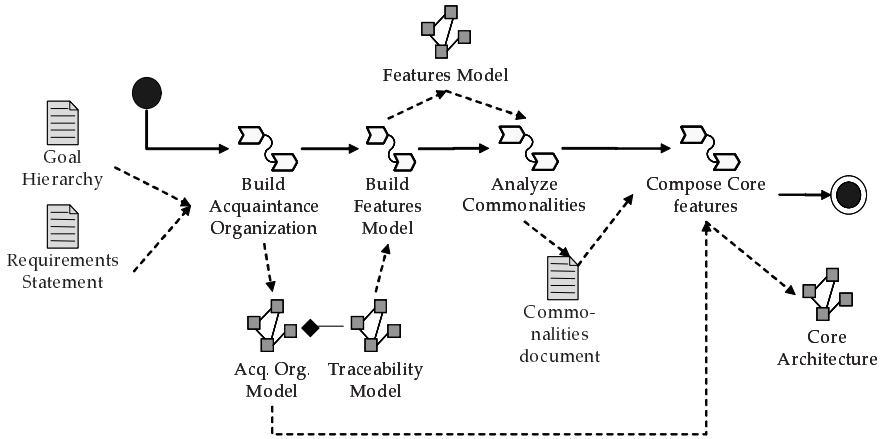 Features Model
Goal
Hierarchy
Build
Acquaintance
Organization
Build
Features
Model
Analyze
Commonalities
Compose Core
features
Requirements
Statement
Commo-
nalities
document
Core
Architecture
Acq. Org.
Model
Traceability
Model